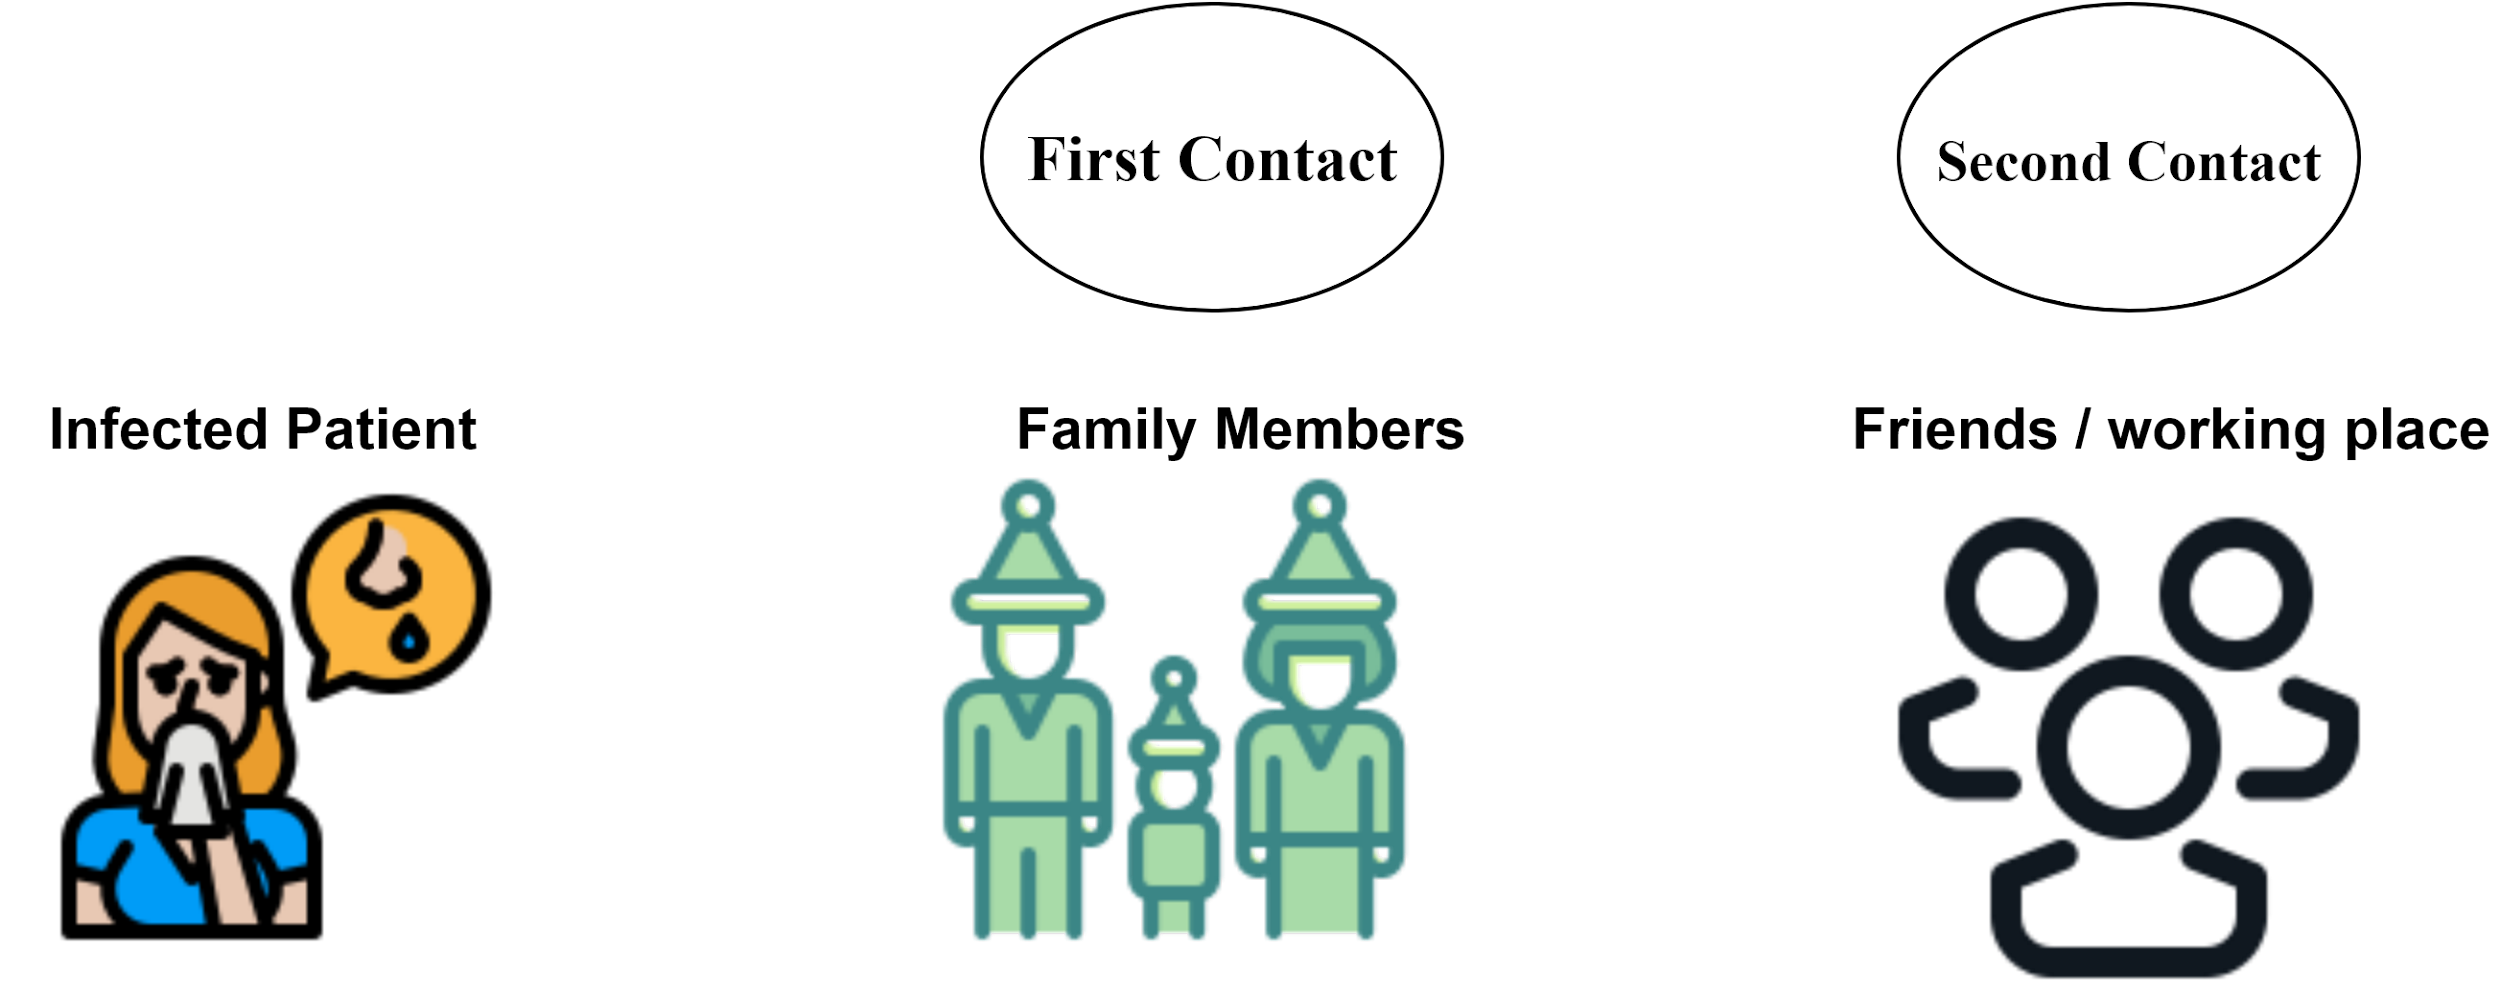 First Contact
Second Contact
Infected Patient
Family Members
Friends / working place